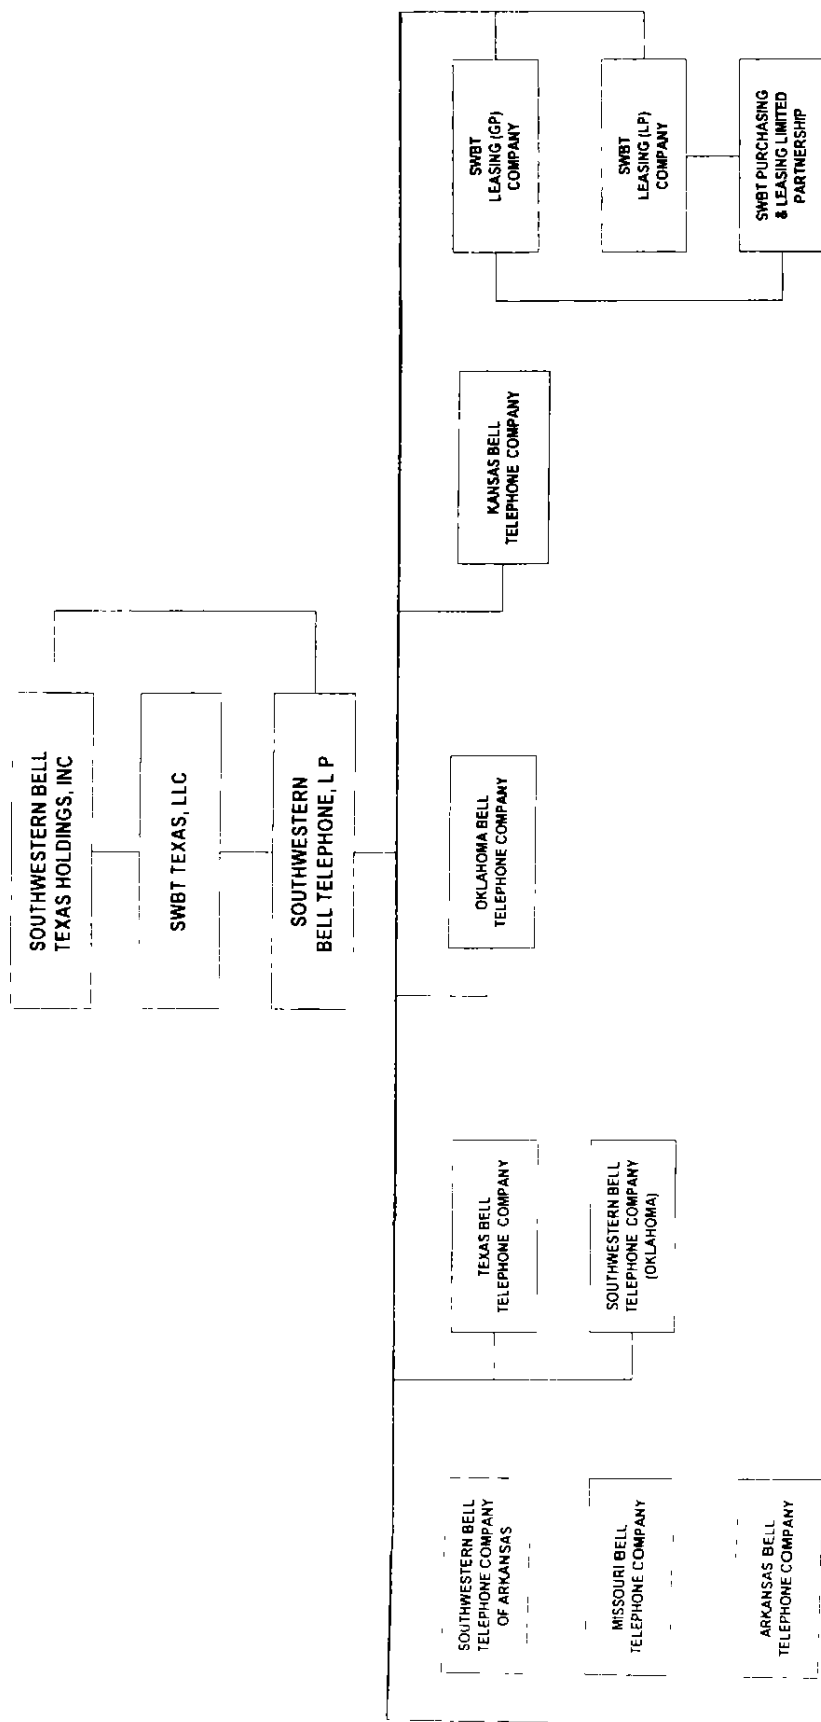 SOUTHWESTERN BELL
TEXAS HOLDINGS, INC
SWBT TEXAS, LLC
SOUTHWESTERN
BELL TELEPHONE, L P
SOUTHWESTERN BELL
TELEPHONE COMPANY
OF ARKANSAS
MISSOURI BELL
TELEPHONE COMPANY
ARKANSAS BELL
TELEPHONE COMPANY
TEXAS BELL
TELEPHONE COMPANY
SOUTHWESTERN BELL
TELEPHONE COMPANY
(OKLAHOMA)
OKLAHOMA BELL
TELEPHONE COMPANY
KANSAS BELL
TELEPHONE COMPANY
SWBT
LEASING (GP)
COMPANY
SWBT
LEASING (LP)
COMPANY
SWBT PURCHASING
& LEASING LIMITED
PARTNERSHIP